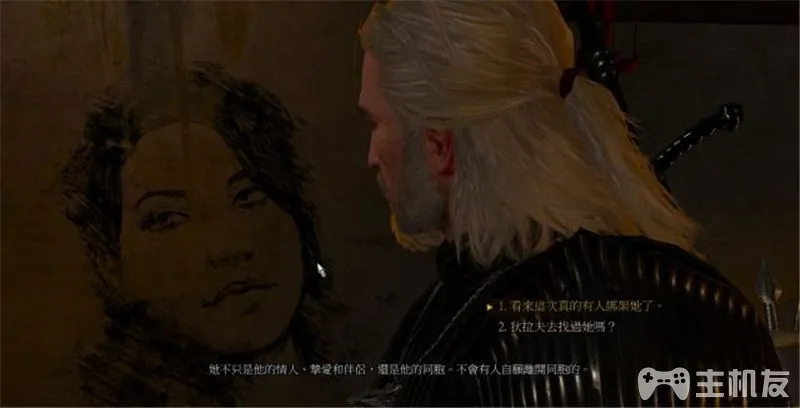 1. 看來這次真的有人綁架她了。
2. 狄拉夫去找過她嗎？
她不只是他的情人、摯愛和伴侶，還是他的同胞。不會有人自願離開同胞的。
主机友